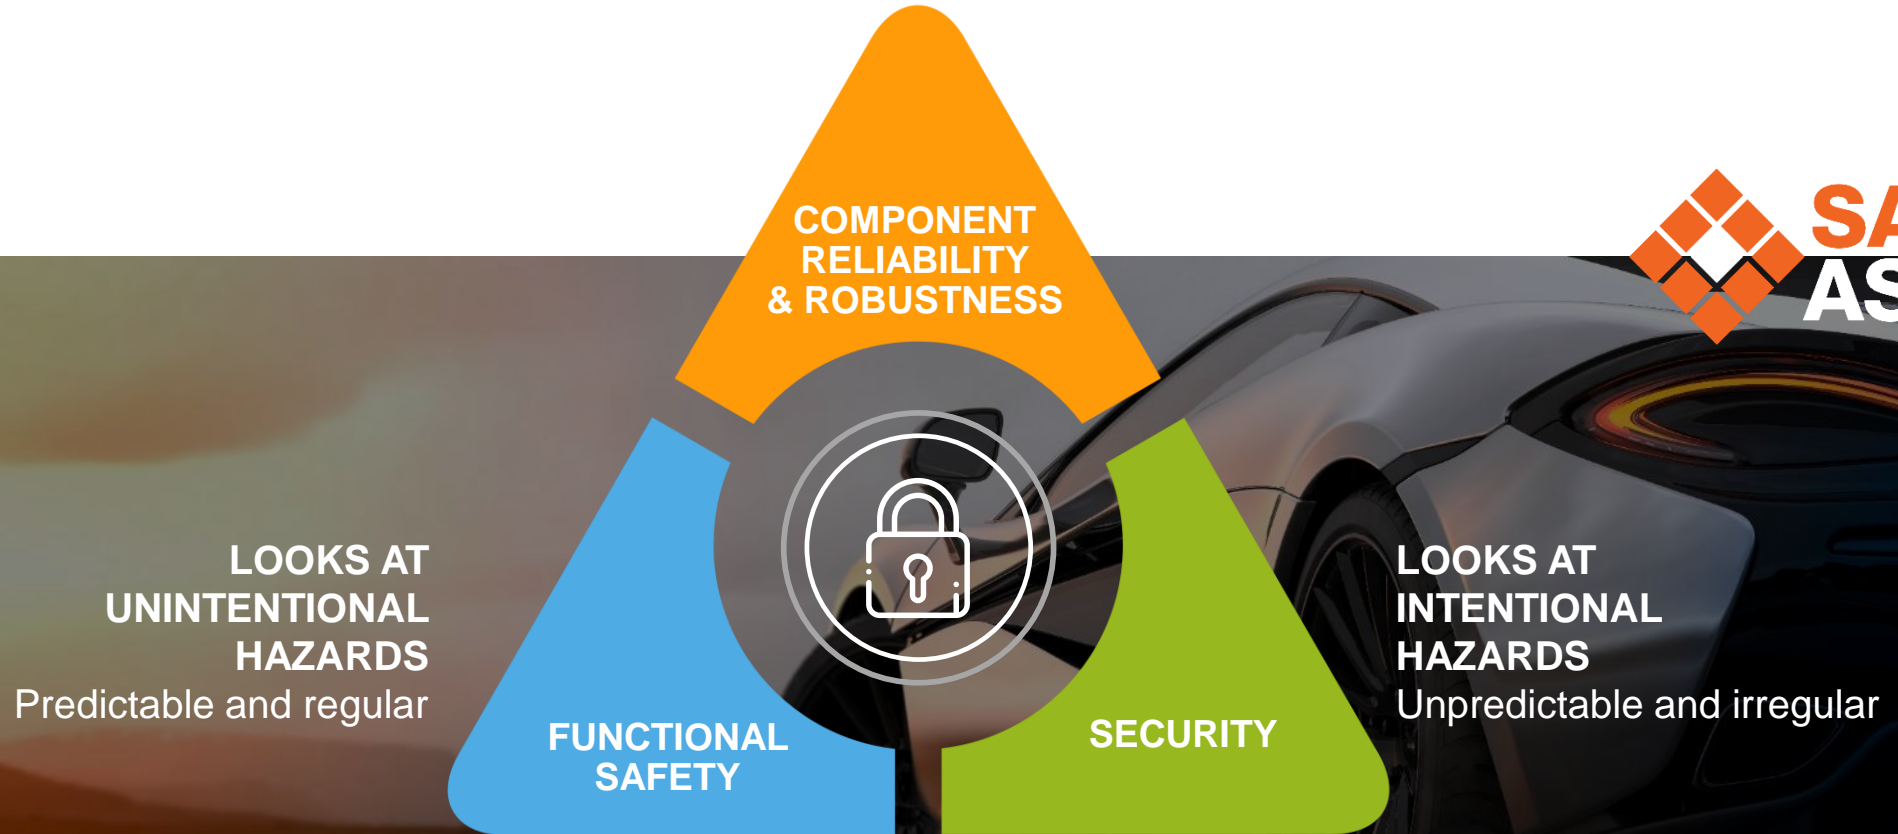 COMPONENT
RELIABILITY
& ROBUSTNESS
LOOKS AT
UNINTENTIONAL
HAZARDS
Predictable and regular
FUNCTIONAL
SAFETY
SECURITY
LOOKS AT
INTENTIONAL
HAZARDS
Unpredictable and irregular